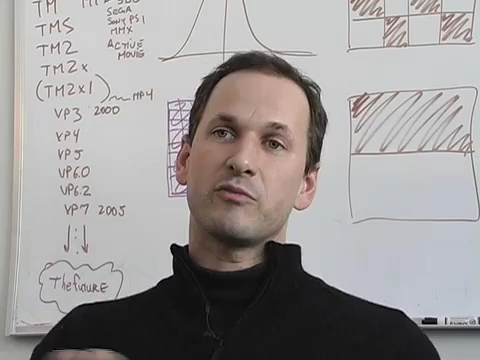 TM
SEGA
TMS
SONY PS1
MMX
TM2
ACTIVE
MOVIE
TM2x
(TM2x1)
MP4
VP3 2000
VP4
VP5
VP6.0
VP6.2
VP7 2005
The future